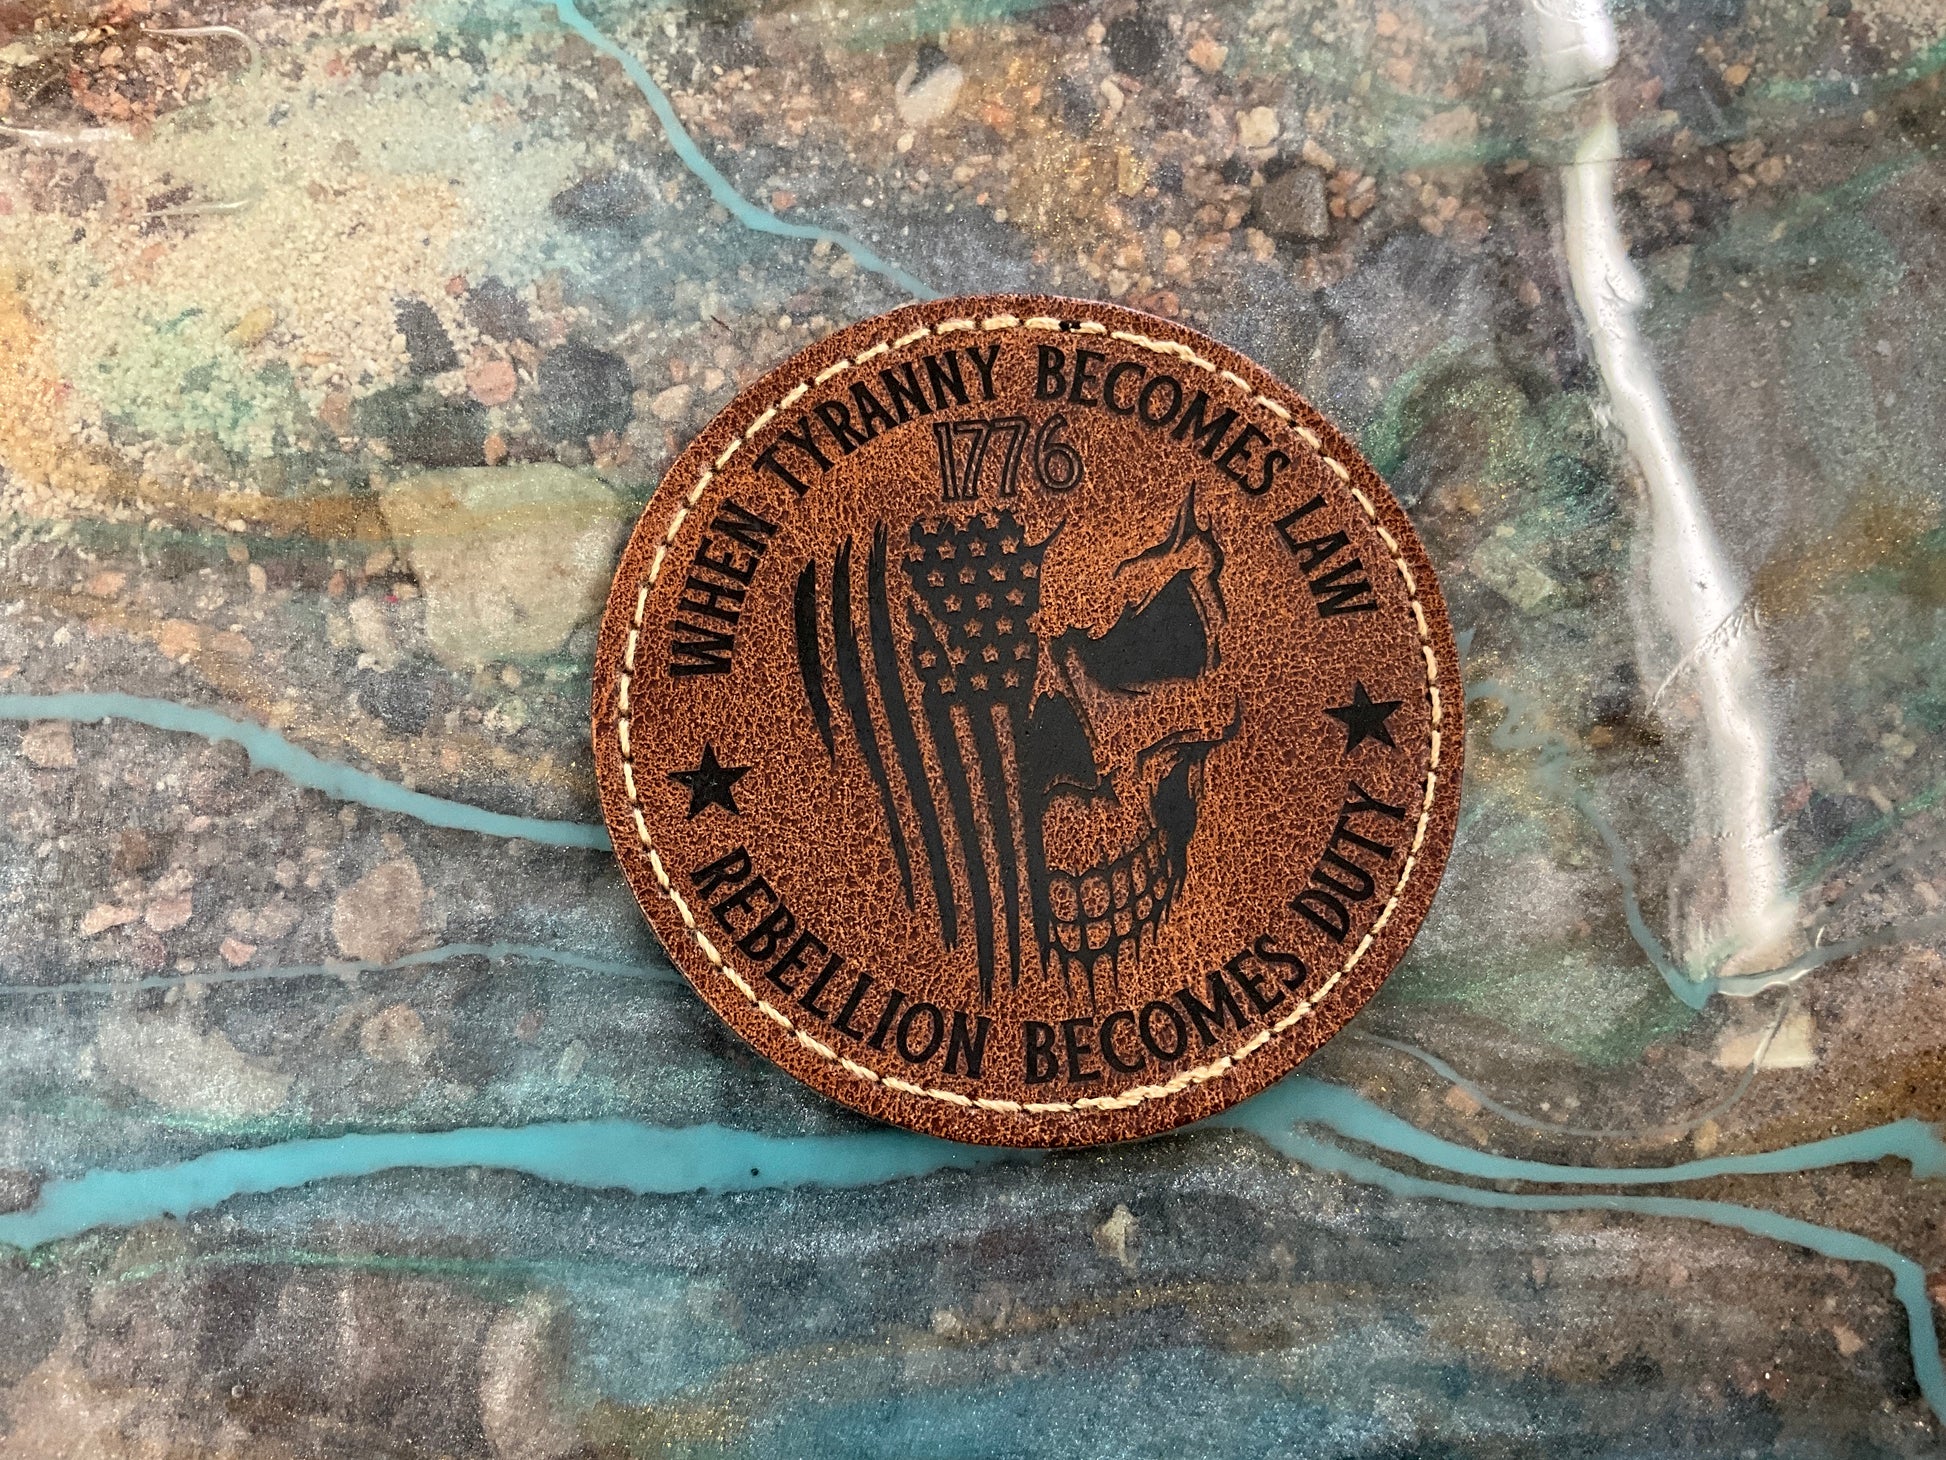 WHEN TYRANNY BECOMES LAW
1776
REBELLION BECOMES DUTY